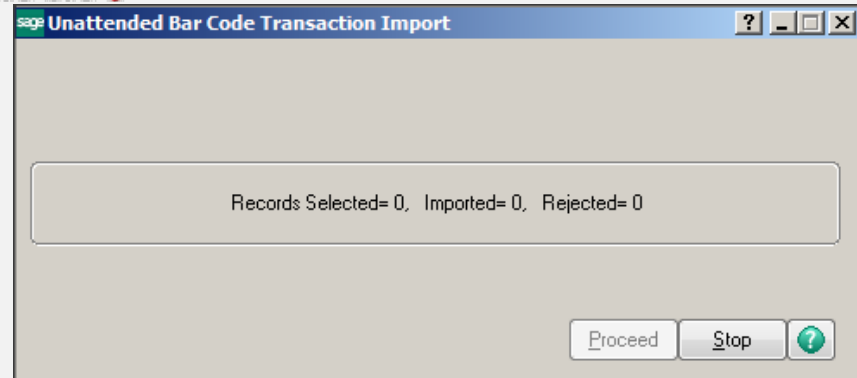 sage Unattended Bar Code Transaction Import ?
Records Selected= 0, Imported= 0, Rejected= 0
Proceed Stop ?